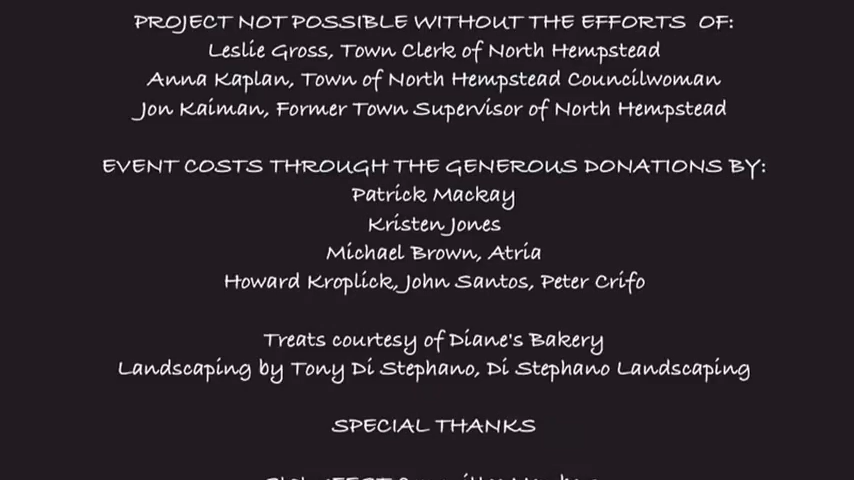 PROJECT NOT POSSIBLE WITHOUT THE EFFORTS OF:
Leslie Gross, Town Clerk of North Hempstead
Anna Kaplan, Town of North Hempstead Councilwoman
Jon Kaiman, Former Town Supervisor of North Hempstead
EVENT COSTS THROUGH THE GENEROUS DONATIONS BY:
Patrick Mackay
Kristen Jones
Michael Brown, Atria
Howard Kroplick, John Santos, Peter Crifo
Treats courtesy of Diane's Bakery
Landscaping by Tony Di Stephano, Di Stephano Landscaping
SPECIAL THANKS